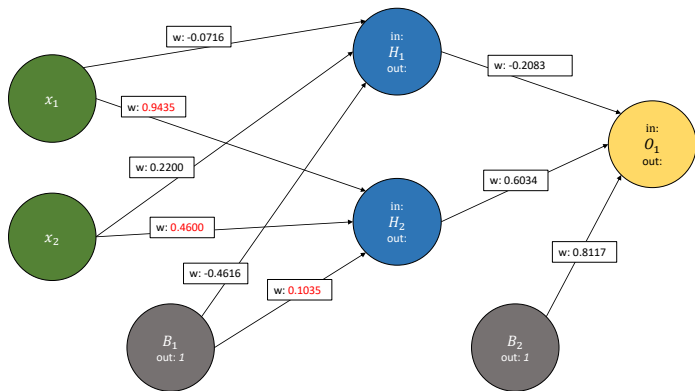 w: -0.0716
in:
H₁
out:
w: -0.2083
x₁
w: 0.9435
in:
O₁
out:
w: 0.2200
w: 0.6034
in:
H₂
out:
x₂
w: 0.4600
w: 0.8117
w: -0.4616
w: 0.1035
B₁
out: 1
B₂
out: 1